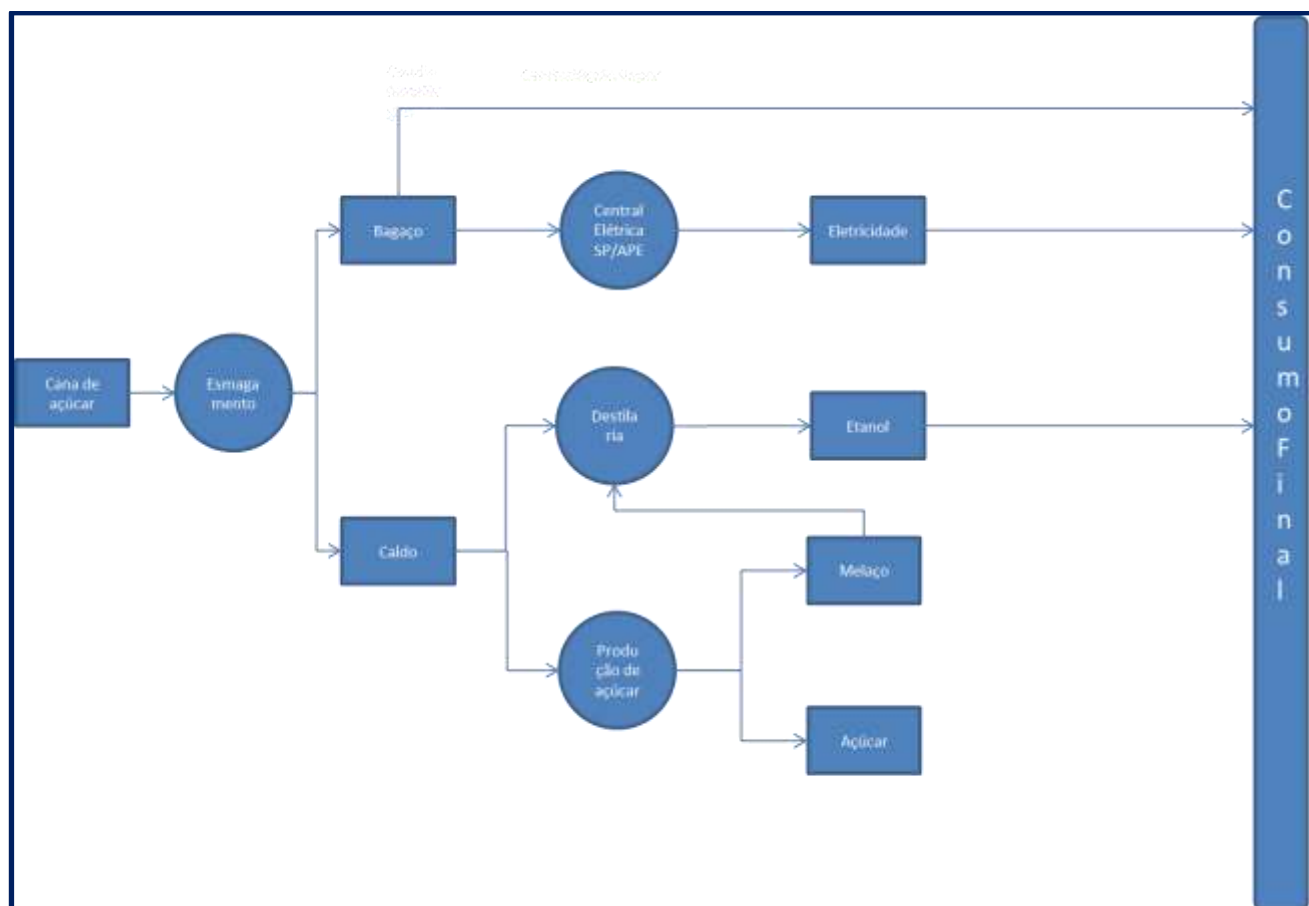 Bagaço
Central
Elétrica
SP/APE
Eletricidade
Cana de
açúcar
Esmaga
mento
Destila
ria
Etanol
Caldo
Melaço
Produ
ção de
açúcar
Açúcar
C
o
n
s
u
m
o
F
i
n
a
l